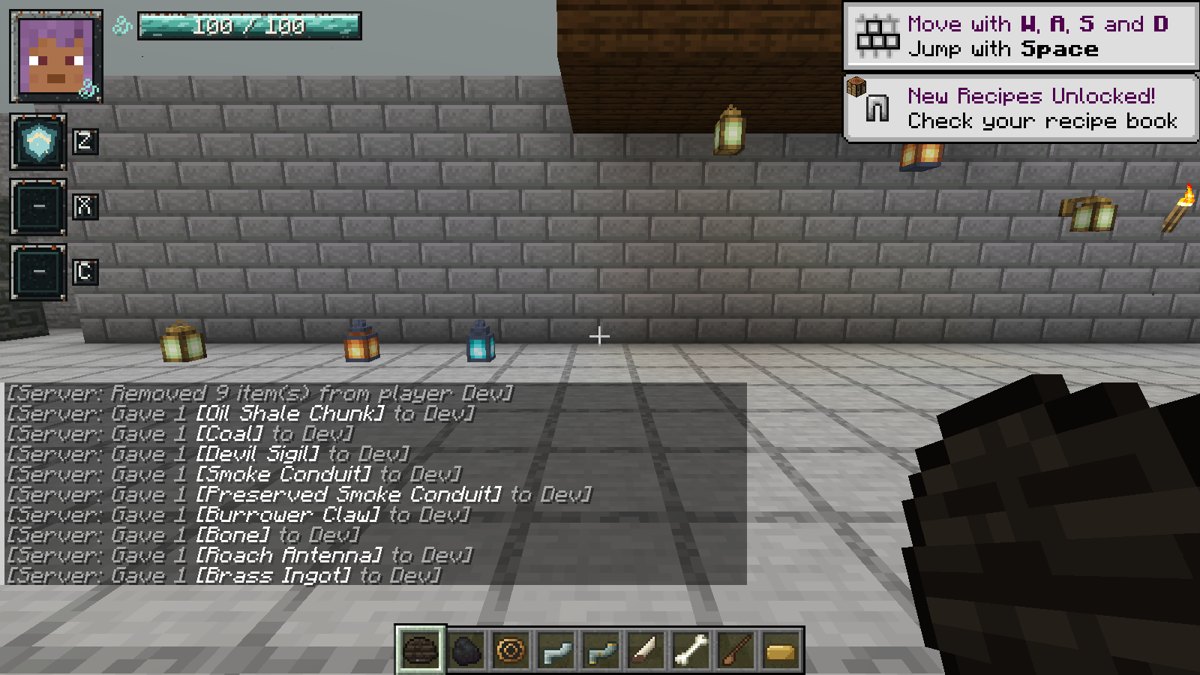 100 / 100
Move with W, A, S and D
Jump with Space
New Recipes Unlocked!
Check your recipe book
Z
X
C
[Server: Removed 9 item(s) from player Dev]
[Server: Gave 1 [Oil Shale Chunk] to Dev]
[Server: Gave 1 [Coal] to Dev]
[Server: Gave 1 [Devil Sigil] to Dev]
[Server: Gave 1 [Smoke Conduit] to Dev]
[Server: Gave 1 [Preserved Smoke Conduit] to Dev]
[Server: Gave 1 [Burrower Claw] to Dev]
[Server: Gave 1 [Bone] to Dev]
[Server: Gave 1 [Roach Antenna] to Dev]
[Server: Gave 1 [Brass Ingot] to Dev]